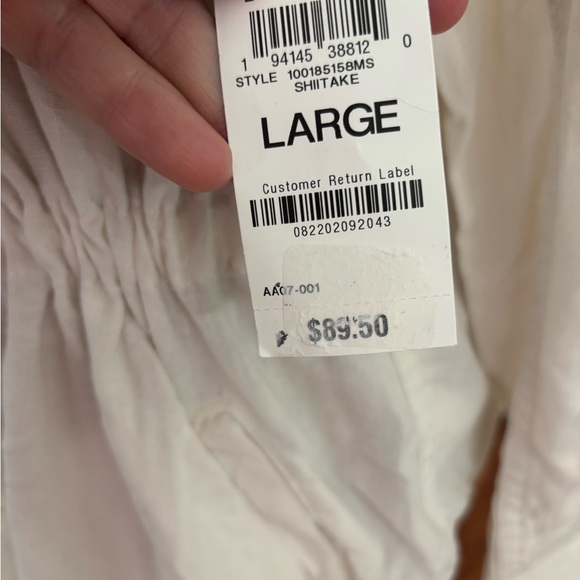 1 94145 38812 0
STYLE 100185158MS
SHIITAKE
LARGE
Customer Return Label
082202092043
AA07-001
$89.50